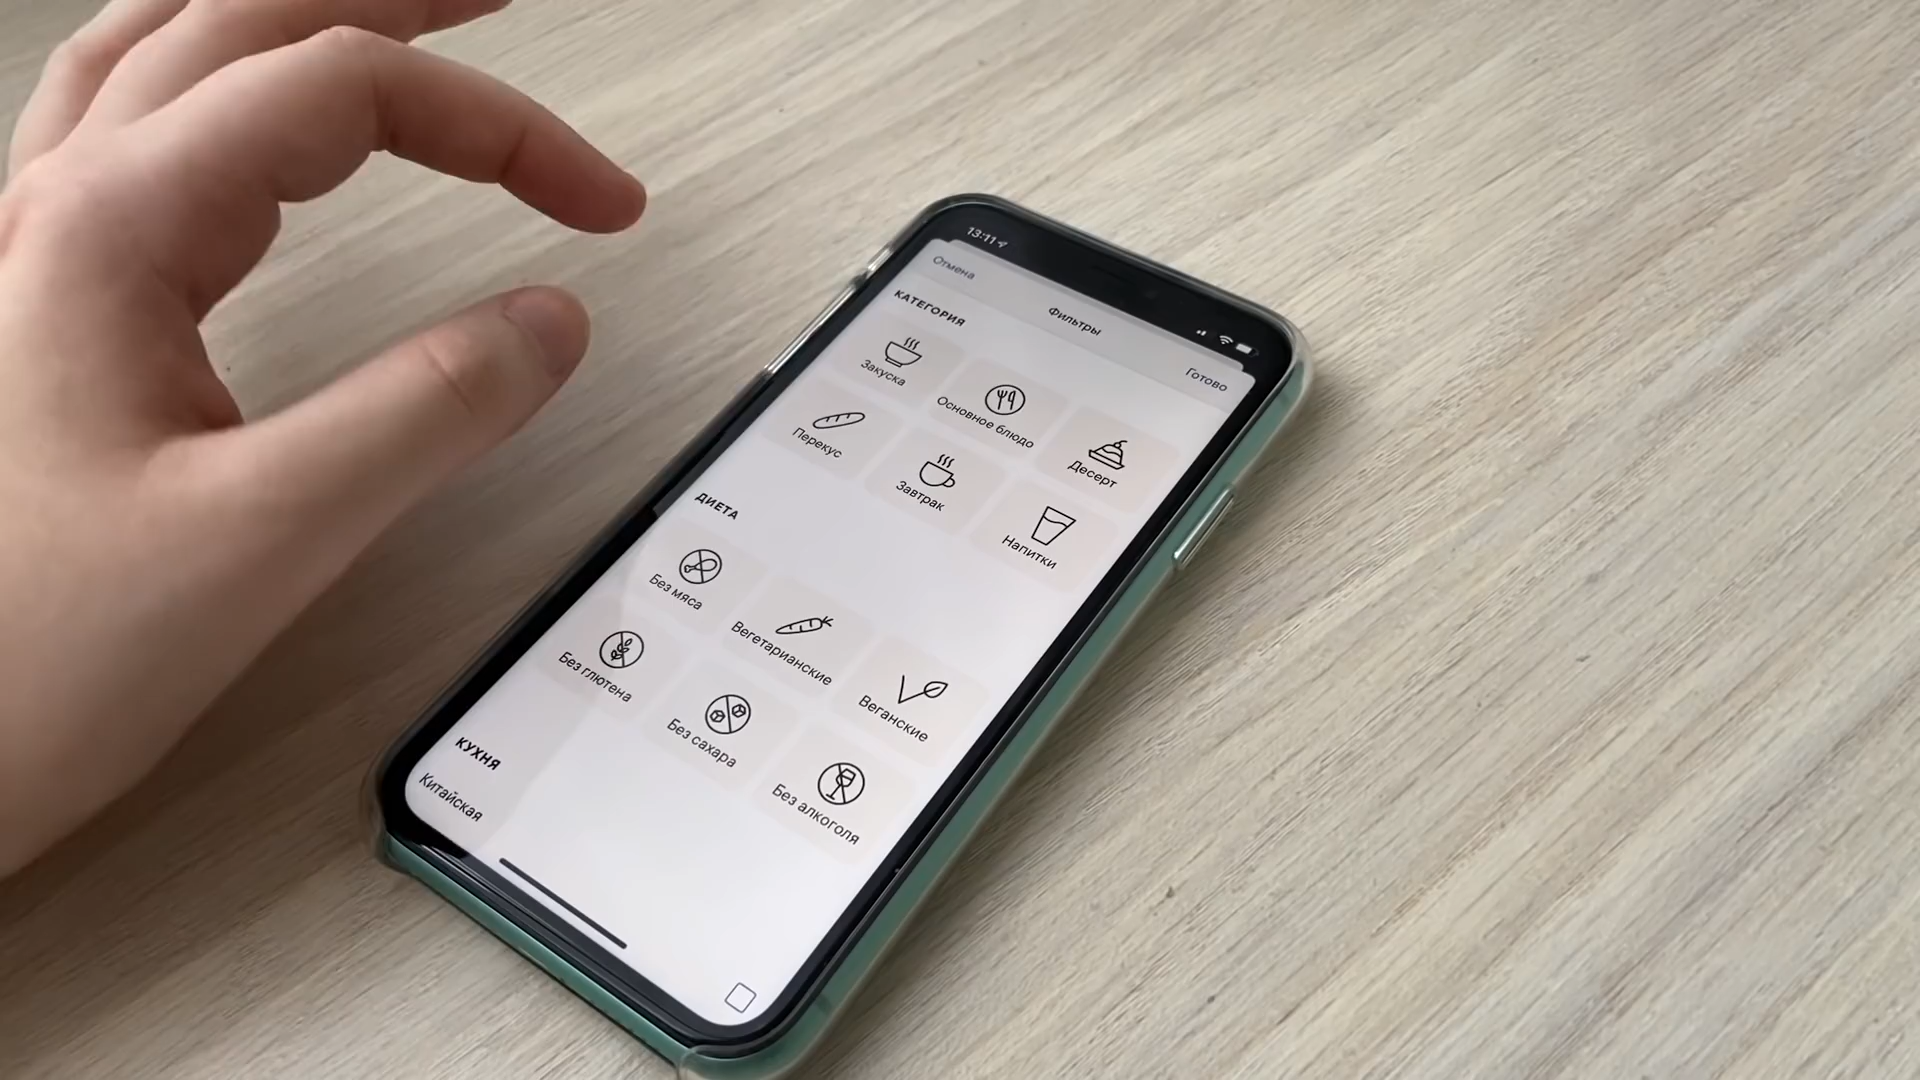 13:11
Отмена
Фильтры
Готово
КАТЕГОРИЯ
Закуска
Основное блюдо
Десерт
Перекус
Завтрак
Напитки
ДИЕТА
Без мяса
Вегетарианские
Веганские
Без глютена
Без сахара
Без алкоголя
КУХНЯ
Китайская